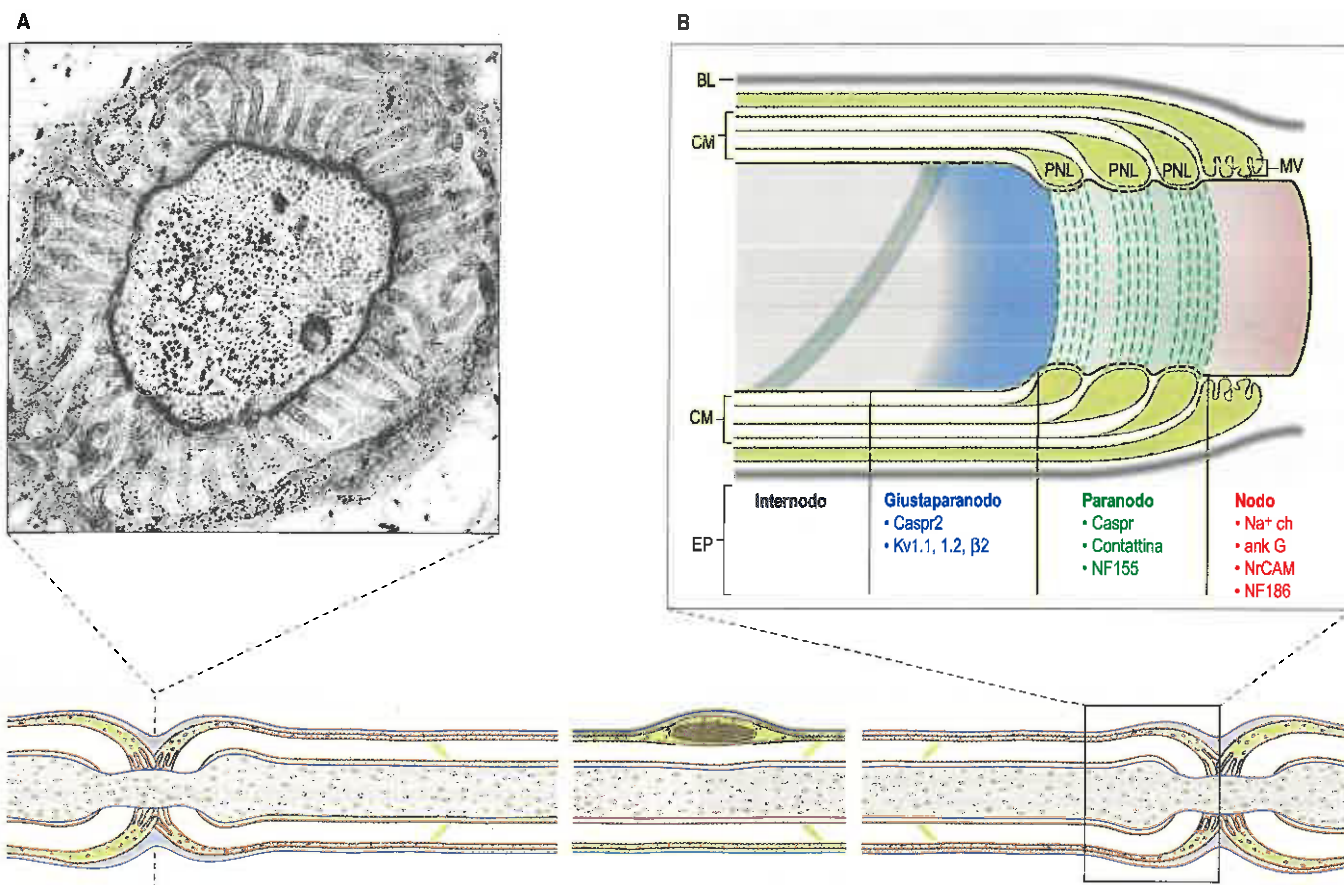 A
B
BL
CM
PNL PNL PNL
MV
CM
EP
Internodo
Giustaparanodo
• Caspr2
• Kv1.1, 1.2, β2
Paranodo
• Caspr
• Contattina
• NF155
Nodo
• Na⁺ ch
• ank G
• NrCAM
• NF186